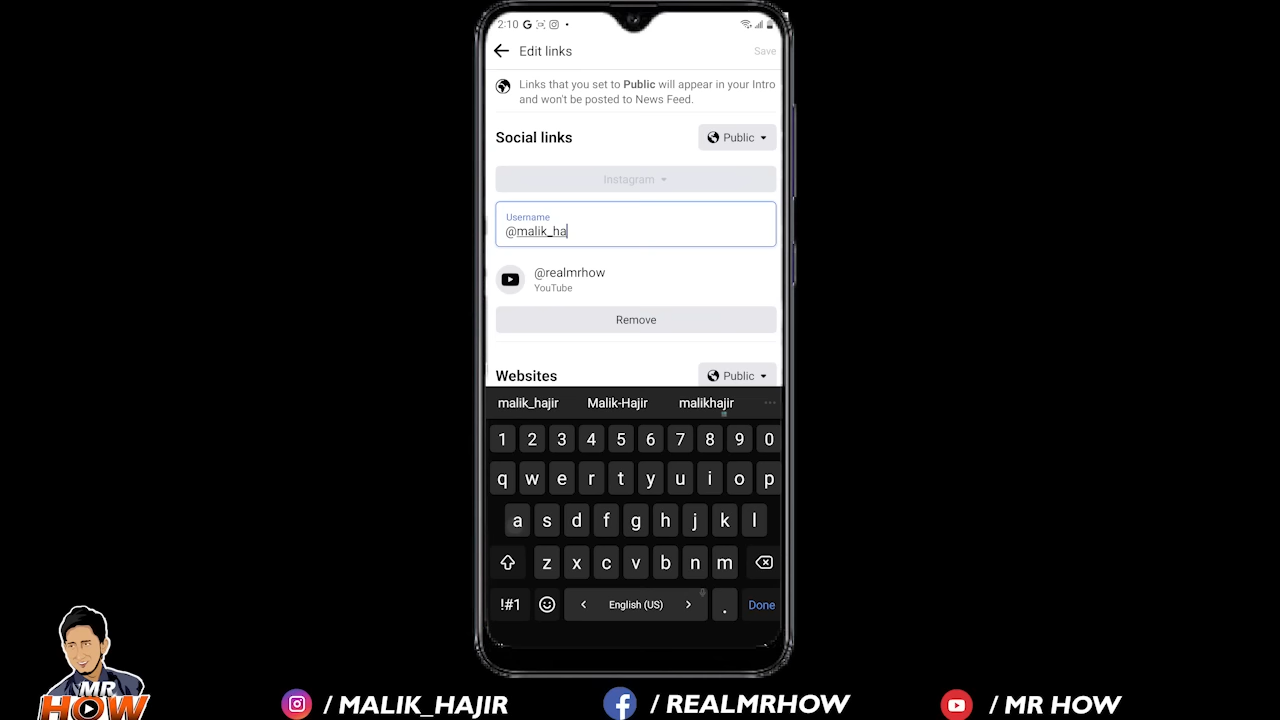 2:10
Edit links
Save
Links that you set to Public will appear in your Intro
and won't be posted to News Feed.
Social links
Public
Instagram
Username
@malik_ha
@realmrhow
YouTube
Remove
Websites
Public
malik_hajir Malik-Hajir malikhajir
1 2 3 4 5 6 7 8 9 0
q w e r t y u i o p
a s d f g h j k l
z x c v b n m
!#1 < English (US) > . Done
MR
HOW
/ MALIK_HAJIR
/ REALMRHOW
/ MR HOW